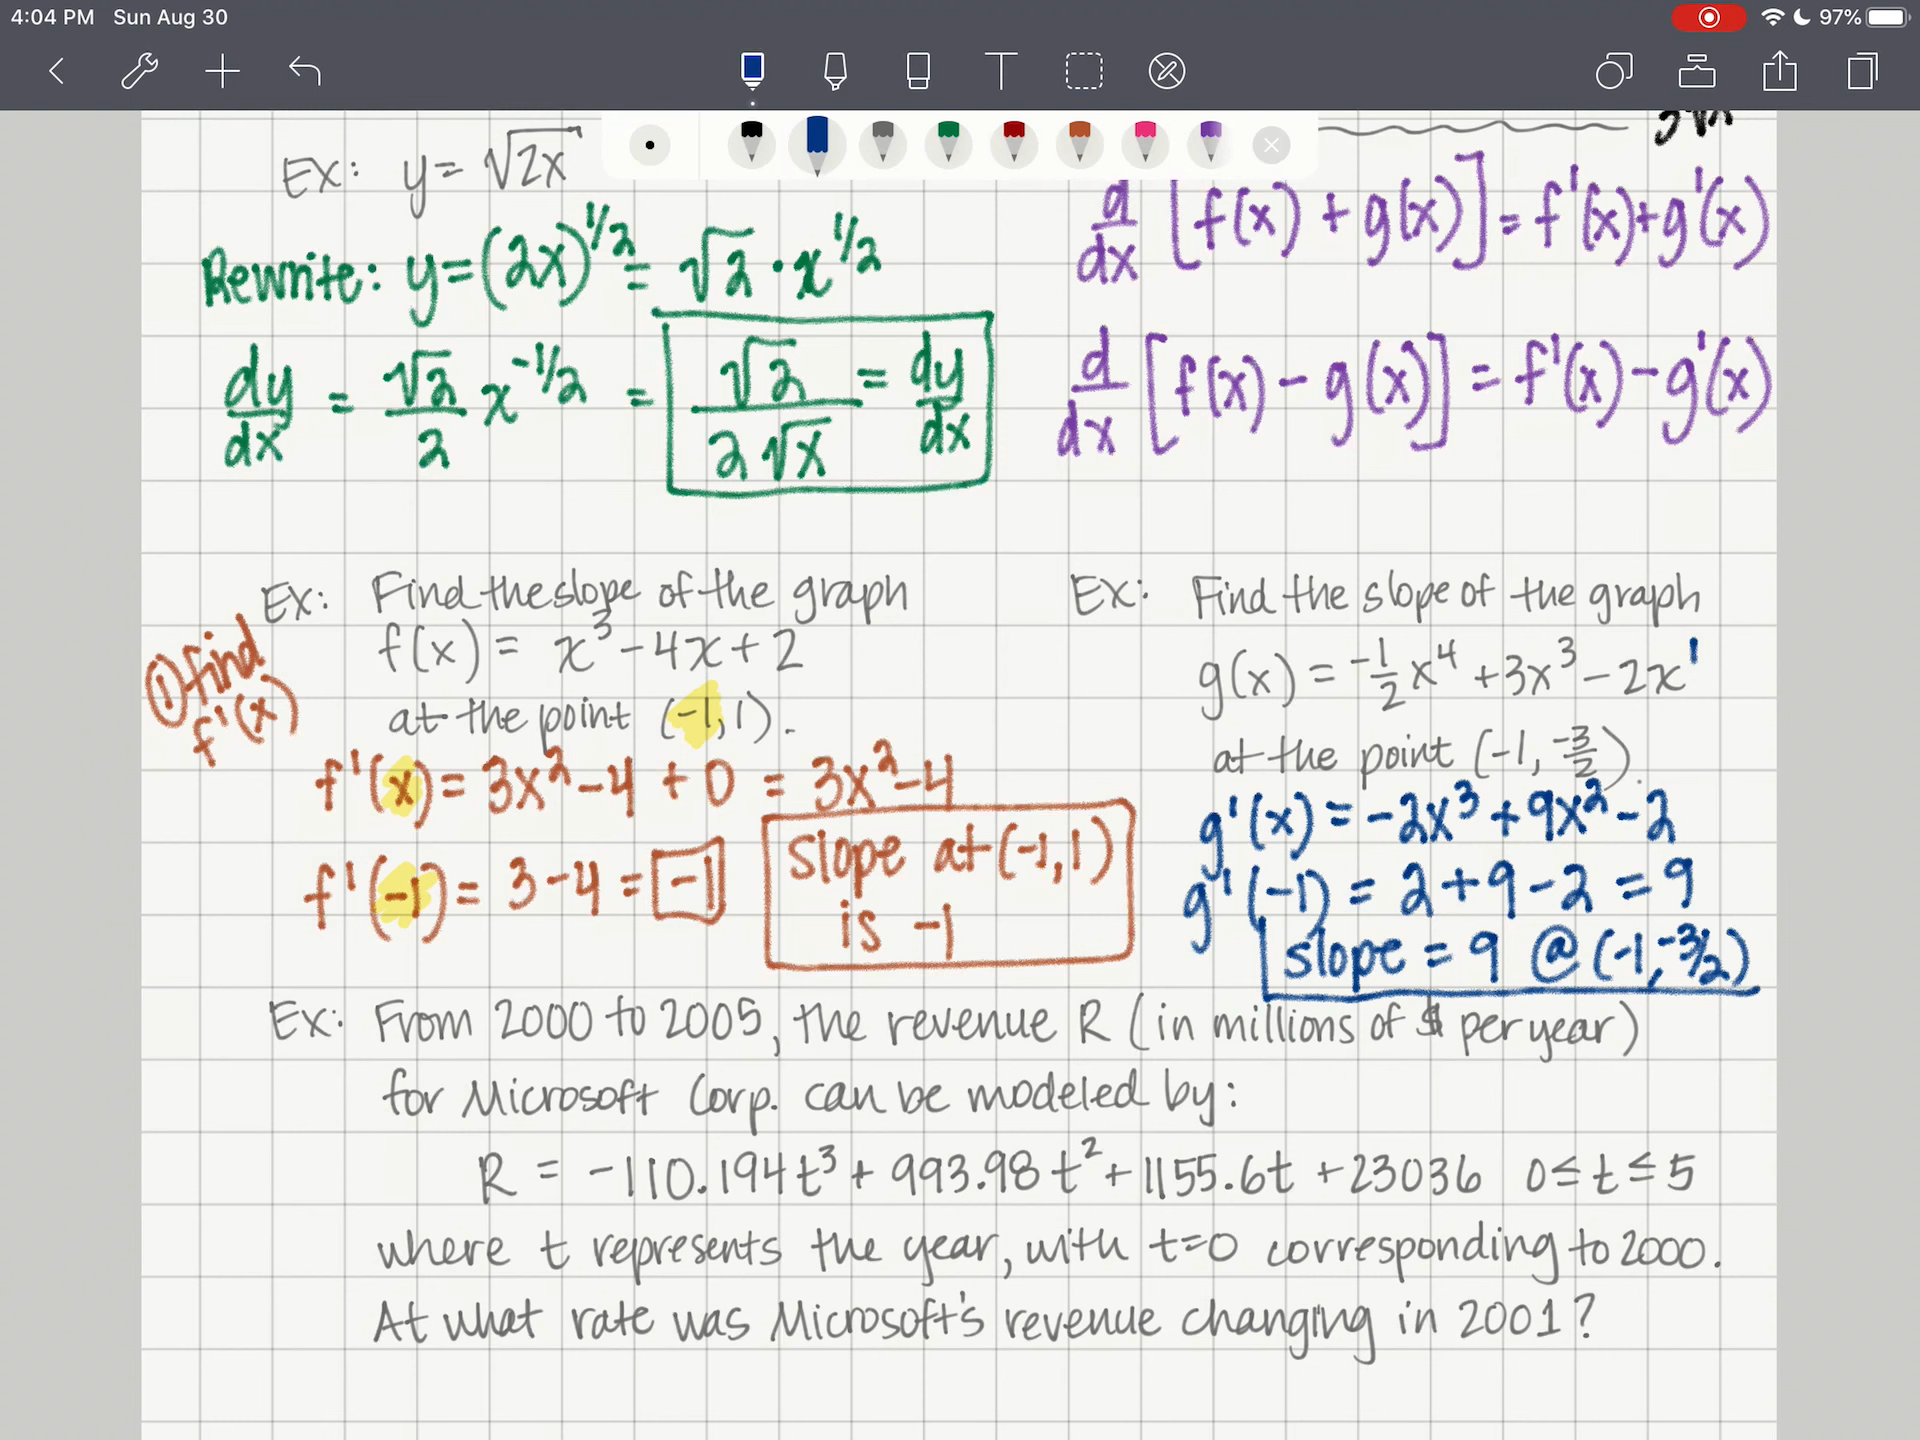 4:04 PM Sun Aug 30
97%
Ex: y = √2x
Rewrite: y = (2x)^1/2 = √2 · x^1/2
dy/dx = √2/2 x^-1/2 = √2/2√x = dy/dx
d/dx [f(x) + g(x)] = f'(x) + g'(x)
d/dx [f(x) - g(x)] = f'(x) - g'(x)
Ex: Find the slope of the graph
f(x) = x³ - 4x + 2
at the point (-1, 1).
① find
f'(x)
f'(x) = 3x² - 4 + 0 = 3x² - 4
f'(-1) = 3 - 4 = -1
slope at (-1, 1)
is -1
Ex: Find the slope of the graph
g(x) = -1/2 x⁴ + 3x³ - 2x¹
at the point (-1, -3/2).
g'(x) = -2x³ + 9x² - 2
g'(-1) = 2 + 9 - 2 = 9
slope = 9 @ (-1, -3/2)
Ex: From 2000 to 2005, the revenue R (in millions of $ per year)
for Microsoft Corp. can be modeled by:
R = -110.194t³ + 993.98t² + 1155.6t + 23036 0 ≤ t ≤ 5
where t represents the year, with t=0 corresponding to 2000.
At what rate was Microsoft's revenue changing in 2001?